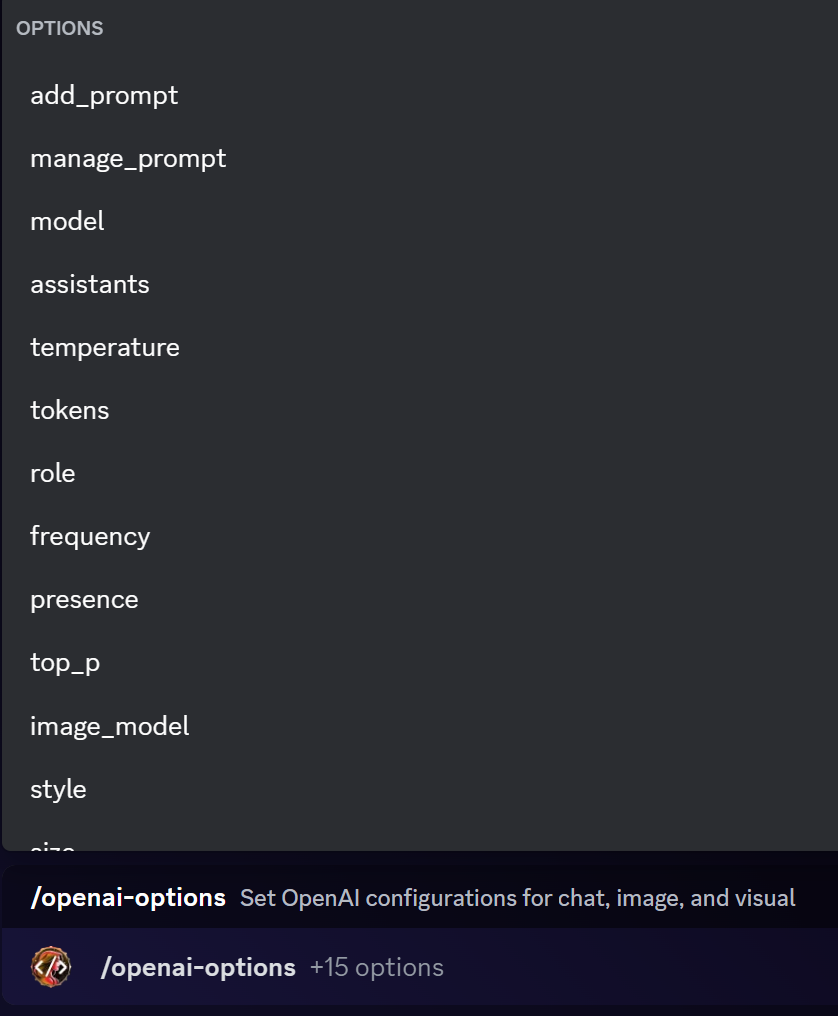 OPTIONS
add_prompt
manage_prompt
model
assistants
temperature
tokens
role
frequency
presence
top_p
image_model
style
size
/openai-options Set OpenAI configurations for chat, image, and visual
/openai-options +15 options